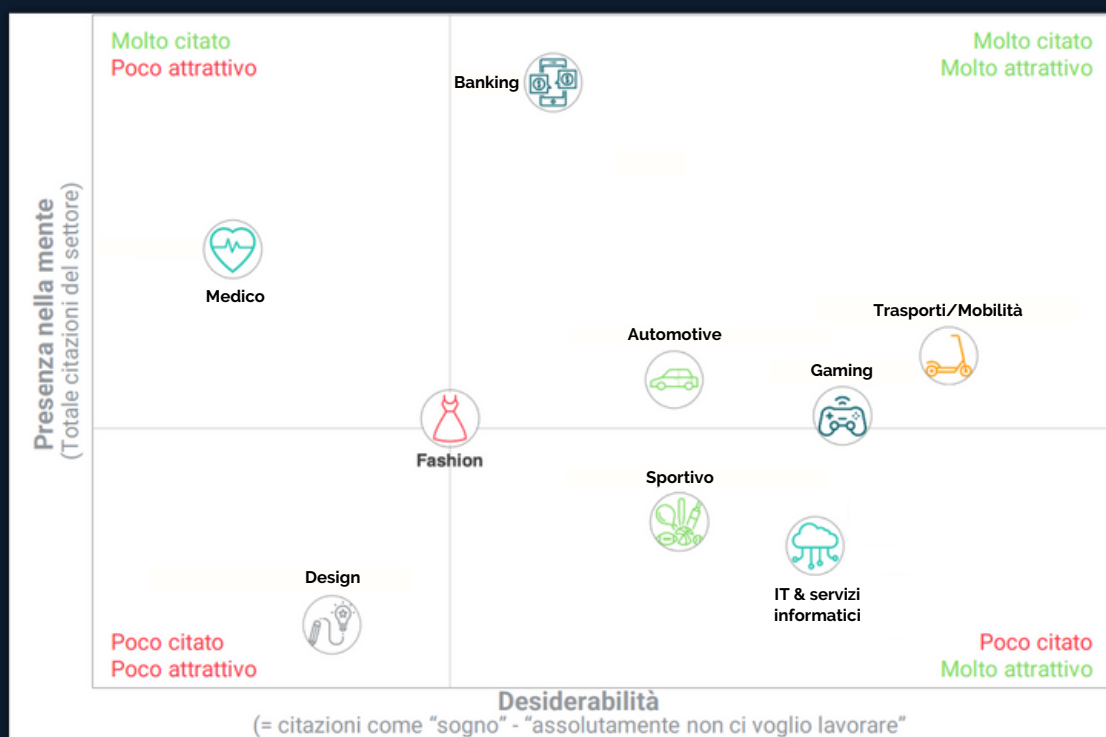 Molto citato
Poco attrattivo
Molto citato
Molto attrattivo
Banking
Medico
Trasporti/Mobilità
Automotive
Gaming
Fashion
Sportivo
Design
IT & servizi
informatici
Poco citato
Poco attrattivo
Poco citato
Molto attrattivo
Presenza nella mente
(Totale citazioni del settore)
Desiderabilità
(= citazioni come “sogno” - “assolutamente non ci voglio lavorare”